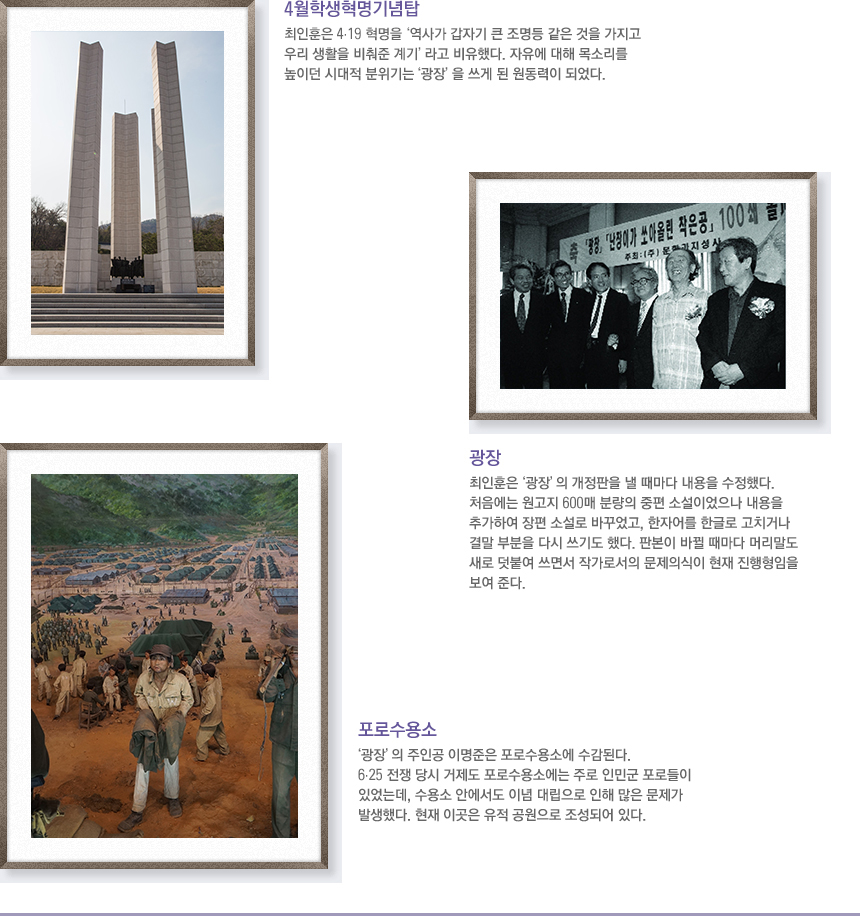 4월학생혁명기념탑
최인훈은 4·19 혁명을 ‘역사가 갑자기 큰 조명등 같은 것을 가지고
우리 생활을 비춰준 계기’ 라고 비유했다. 자유에 대해 목소리를
높이던 시대적 분위기는 ‘광장’ 을 쓰게 된 원동력이 되었다.
축 「광장」 「난장이가 쏘아올린 작은공」 100쇄
주최:(주) 문학과지성사
광장
최인훈은 ‘광장’ 의 개정판을 낼 때마다 내용을 수정했다.
처음에는 원고지 600매 분량의 중편 소설이었으나 내용을
추가하여 장편 소설로 바꾸었고, 한자어를 한글로 고치거나
결말 부분을 다시 쓰기도 했다. 판본이 바뀔 때마다 머리말도
새로 덧붙여 쓰면서 작가로서의 문제의식이 현재 진행형임을
보여 준다.
포로수용소
‘광장’ 의 주인공 이명준은 포로수용소에 수감된다.
6·25 전쟁 당시 거제도 포로수용소에는 주로 인민군 포로들이
있었는데, 수용소 안에서도 이념 대립으로 인해 많은 문제가
발생했다. 현재 이곳은 유적 공원으로 조성되어 있다.